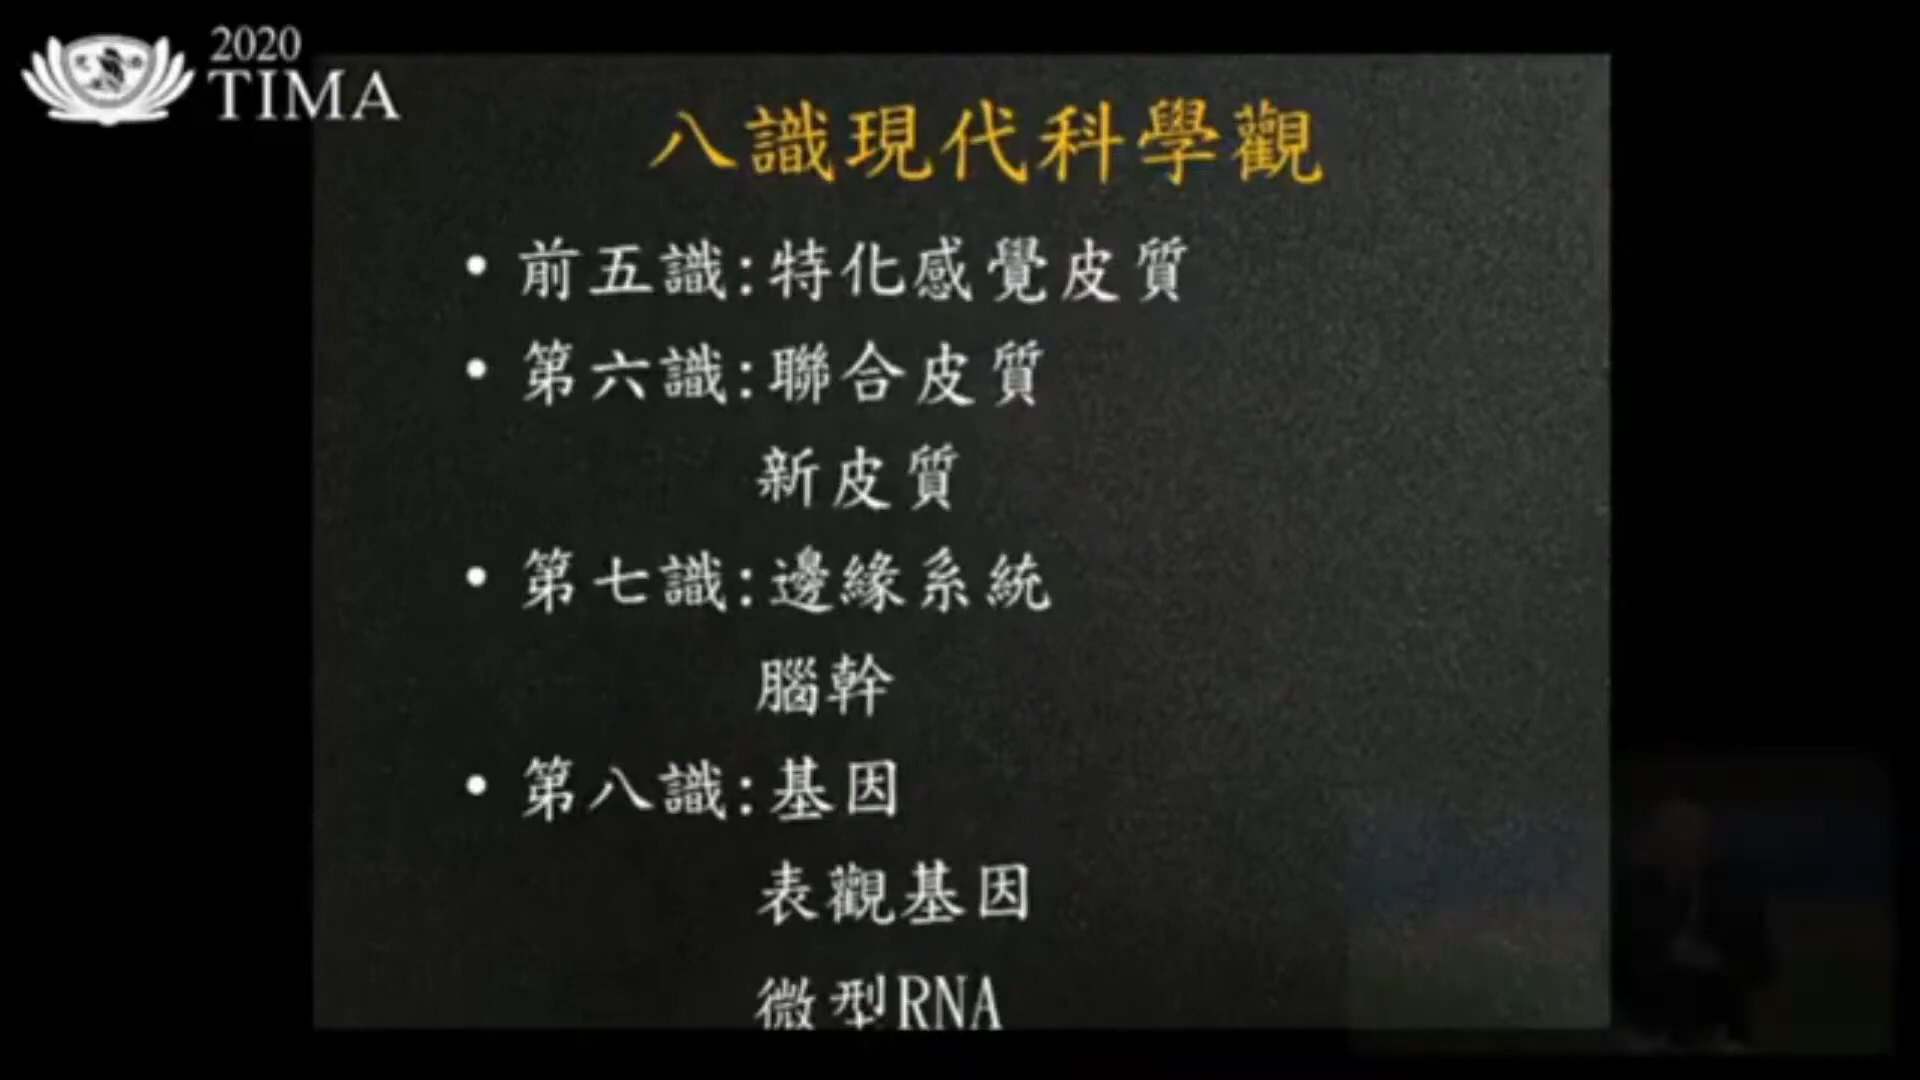 2020
TIMA
八識現代科學觀
• 前五識:特化感覺皮質
• 第六識:聯合皮質
新皮質
• 第七識:邊緣系統
腦幹
• 第八識:基因
表觀基因
微型RNA